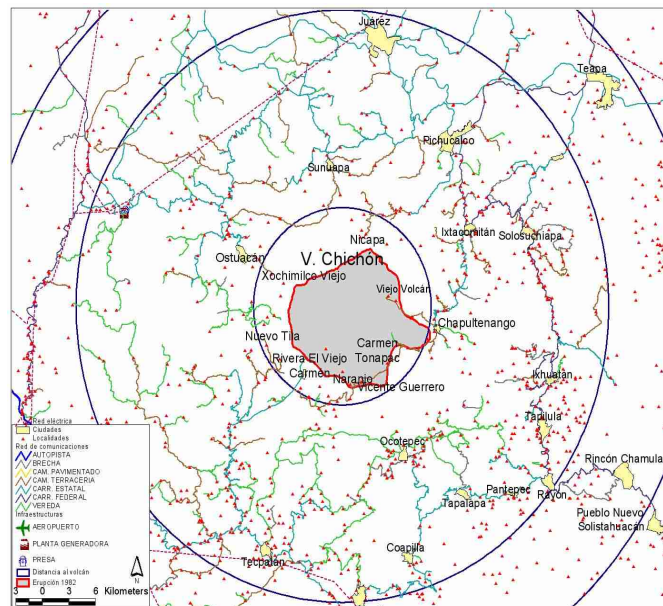 Juárez
Teapa
Pichucalco
Sunuapa
Ixtacomitán
Solosuchiapa
Nicapa
V. Chichón
Ostuacán
Xochimilco Viejo
Viejo Volcán
Chapultenango
Nuevo Tila
Carmen
Rivera El Viejo
Tonapac
Carmen
Naranjo
Vicente Guerrero
Ixhuatán
Tapilula
Ocotepec
Rincón Chamula
Pantepec
Rayón
Tapalapa
Pueblo Nuevo
Solistahuacán
Coapilla
Tecpatán
Red eléctrica
Ciudades
Localidades
Red de comunicaciones
AUTOPISTA
BRECHA
CAM. PAVIMENTADO
CAM. TERRACERIA
CARR. ESTATAL
CARR. FEDERAL
VEREDA
Infraestructuras
AEROPUERTO
PLANTA GENERADORA
PRESA
Distancia al volcán
Erupción 1982
3 0 3 6 Kilometers
N